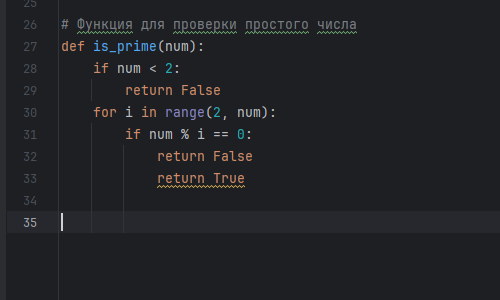 25
26 # Функция для проверки простого числа
27 def is_prime(num):
28     if num < 2:
29         return False
30     for i in range(2, num):
31         if num % i == 0:
32             return False
33             return True
34
35